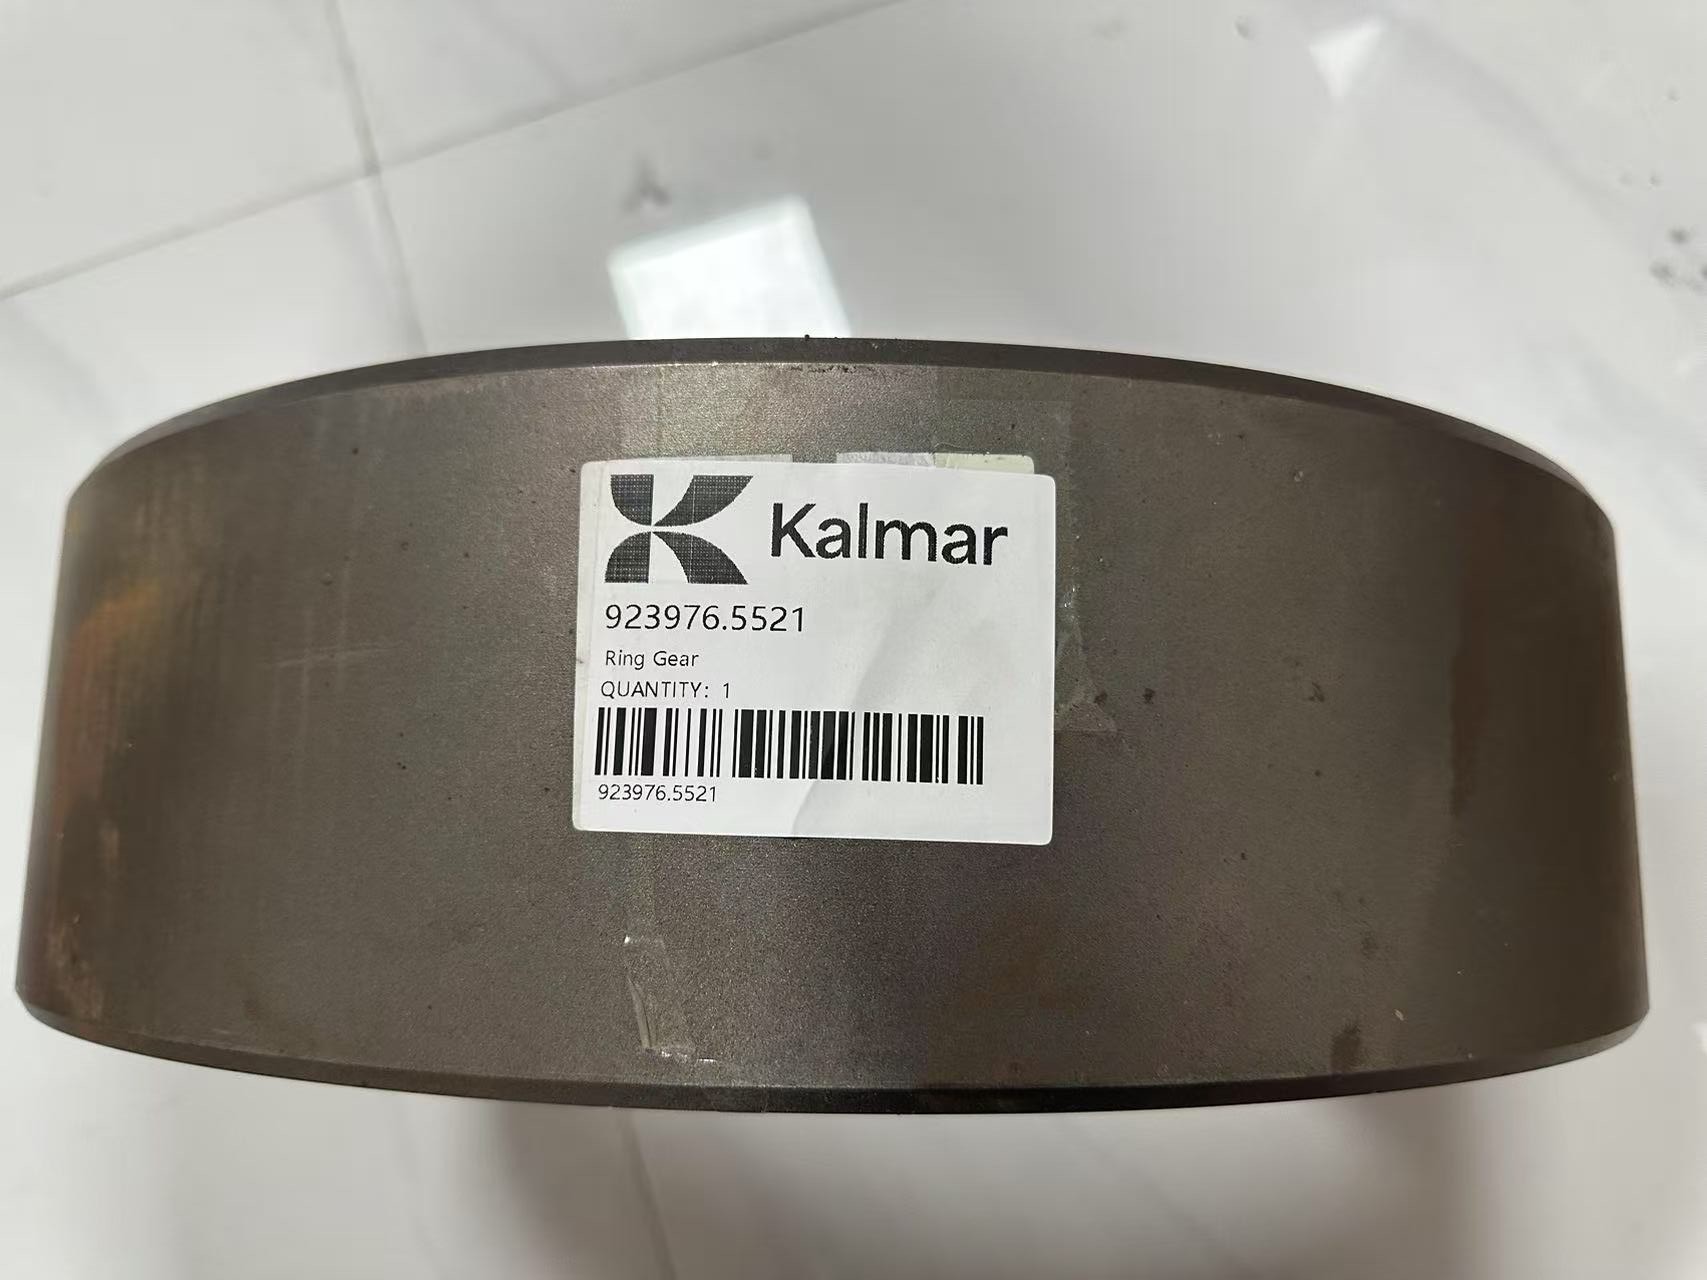 Kalmar
923976.5521
Ring Gear
QUANTITY: 1
923976.5521